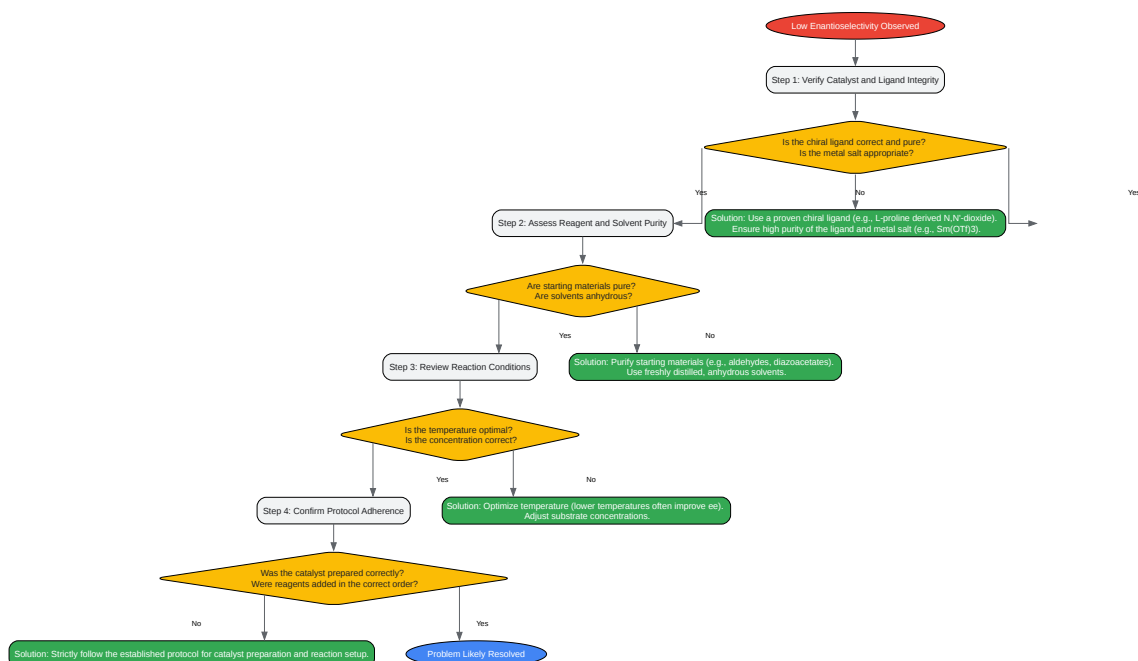 Low Enantioselectivity Observed
Step 1: Verify Catalyst and Ligand Integrity
Is the chiral ligand correct and pure?
Is the metal salt appropriate?
Yes
No
Yes
Step 2: Assess Reagent and Solvent Purity
Solution: Use a proven chiral ligand (e.g., L-proline derived N,N'-dioxide).
Ensure high purity of the ligand and metal salt (e.g., Sm(OTf)3).
Are starting materials pure?
Are solvents anhydrous?
Yes
No
Step 3: Review Reaction Conditions
Solution: Purify starting materials (e.g., aldehydes, diazoacetates).
Use freshly distilled, anhydrous solvents.
Is the temperature optimal?
Is the concentration correct?
Yes
No
Step 4: Confirm Protocol Adherence
Solution: Optimize temperature (lower temperatures often improve ee).
Adjust substrate concentrations.
Was the catalyst prepared correctly?
Were reagents added in the correct order?
No
Yes
Solution: Strictly follow the established protocol for catalyst preparation and reaction setup.
Problem Likely Resolved